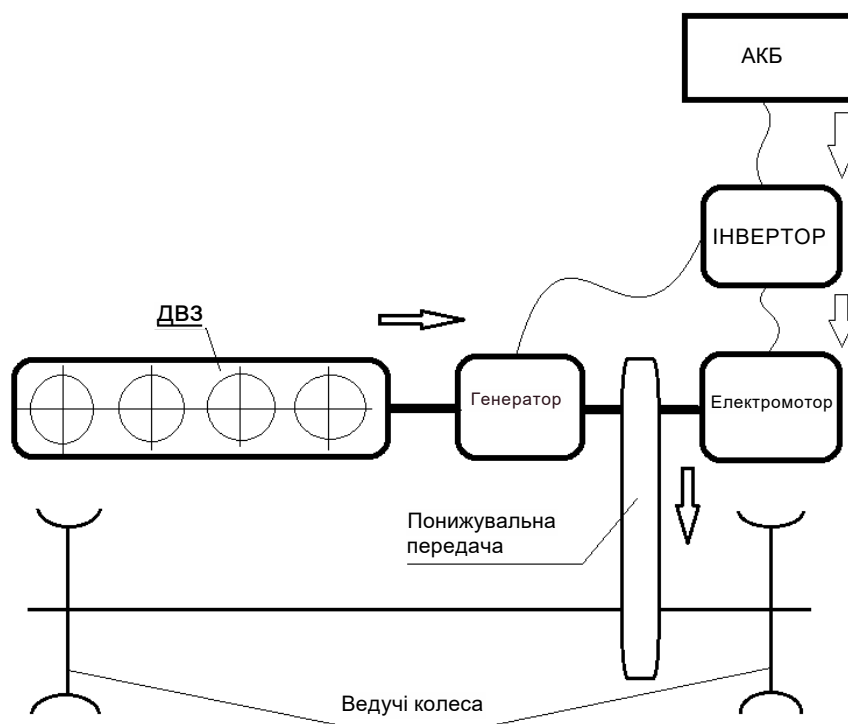 АКБ
ІНВЕРТОР
ДВЗ
Генератор
Електромотор
Понижувальна
передача
Ведучі колеса